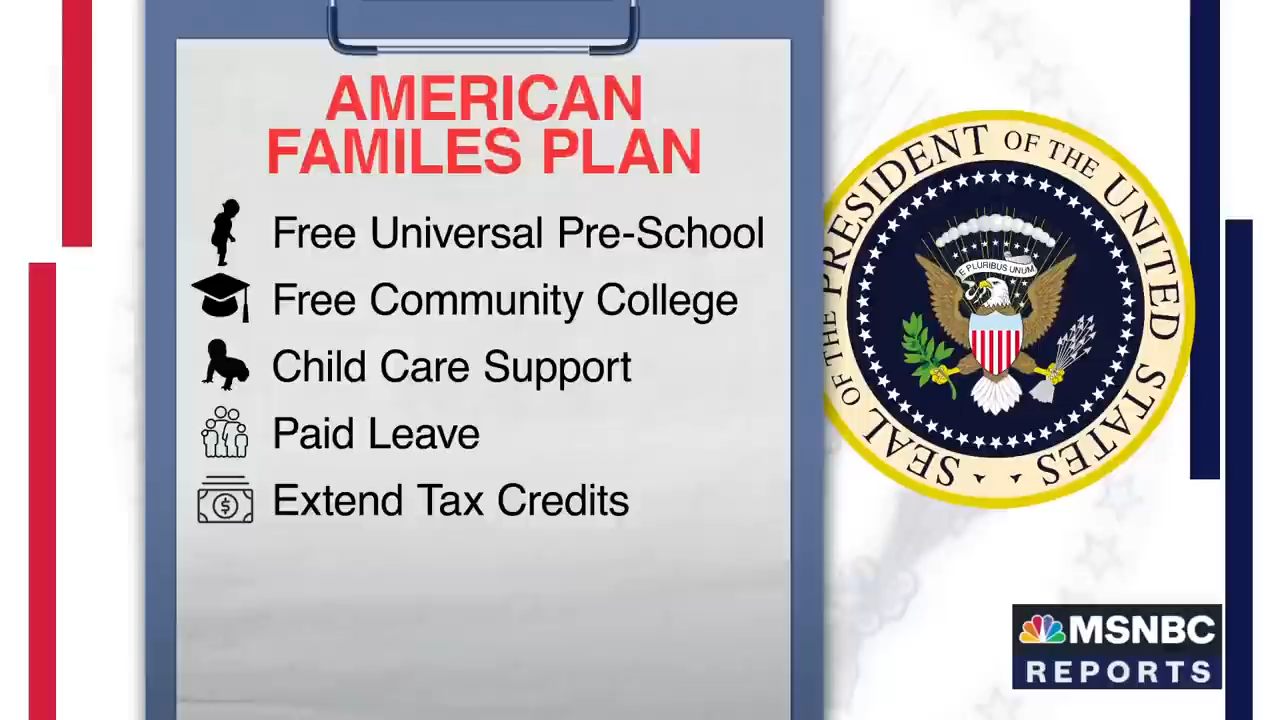 AMERICAN
FAMILES PLAN
Free Universal Pre-School
Free Community College
Child Care Support
Paid Leave
Extend Tax Credits
SEAL OF THE PRESIDENT OF THE UNITED STATES
E PLURIBUS UNUM
MSNBC
REPORTS